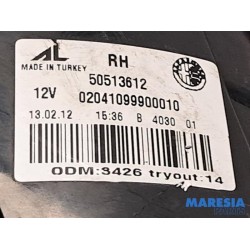 AL RH
MADE IN TURKEY 50513612
12V 02041099900010
13.02.12 15:36 B 4030 01
ODM:3426 tryout:14
MARESIA